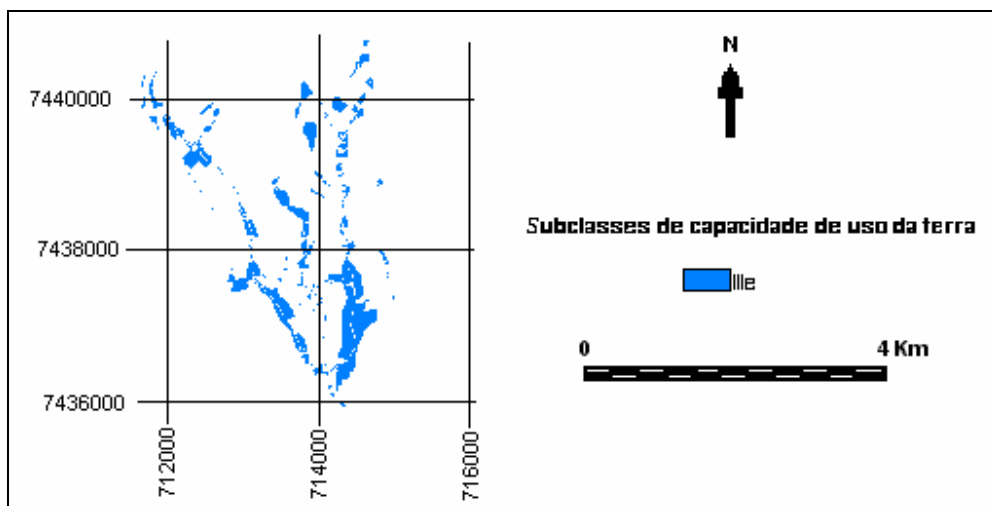 N
7440000
7438000
7436000
712000
714000
716000
Subclasses de capacidade de uso da terra
IIIe
0 4 Km